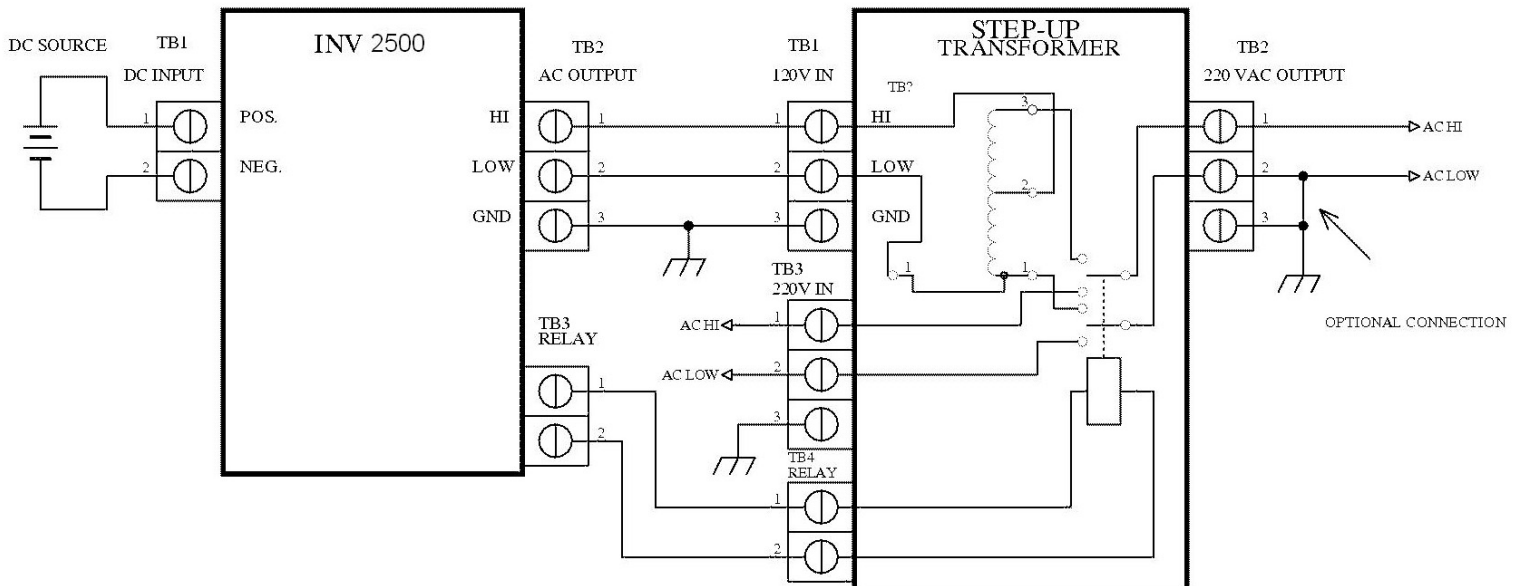 DC SOURCE
TB1
DC INPUT
1
2
INV 2500
POS.
NEG.
HI
LOW
GND
TB2
AC OUTPUT
1
2
3
TB3
RELAY
1
2
TB1
120V IN
1
2
3
STEP-UP
TRANSFORMER
TB?
HI
LOW
GND
3
2
1
1
TB3
220V IN
AC HI
1
AC LOW
2
3
TB4
RELAY
1
2
TB2
220 VAC OUTPUT
1
AC HI
2
AC LOW
3
OPTIONAL CONNECTION